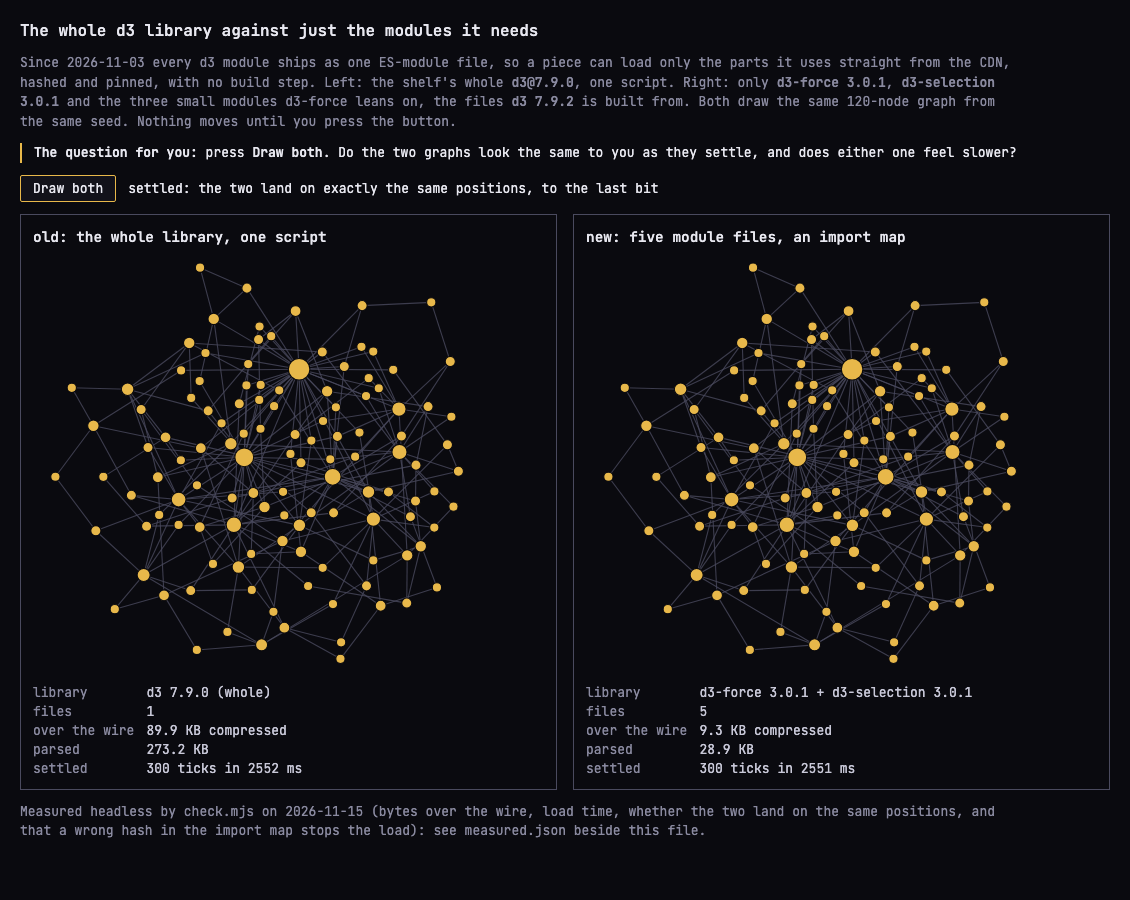 The whole d3 library against just the modules it needs
Since 2026-11-03 every d3 module ships as one ES-module file, so a piece can load only the parts it uses straight from the CDN,
hashed and pinned, with no build step. Left: the shelf's whole d3@7.9.0, one script. Right: only d3-force 3.0.1, d3-selection
3.0.1 and the three small modules d3-force leans on, the files d3 7.9.2 is built from. Both draw the same 120-node graph from
the same seed. Nothing moves until you press the button.
The question for you: press Draw both. Do the two graphs look the same to you as they settle, and does either one feel slower?
Draw both settled: the two land on exactly the same positions, to the last bit
old: the whole library, one script
library d3 7.9.0 (whole)
files 1
over the wire 89.9 KB compressed
parsed 273.2 KB
settled 300 ticks in 2552 ms
new: five module files, an import map
library d3-force 3.0.1 + d3-selection 3.0.1
files 5
over the wire 9.3 KB compressed
parsed 28.9 KB
settled 300 ticks in 2551 ms
Measured headless by check.mjs on 2026-11-15 (bytes over the wire, load time, whether the two land on the same positions, and
that a wrong hash in the import map stops the load): see measured.json beside this file.